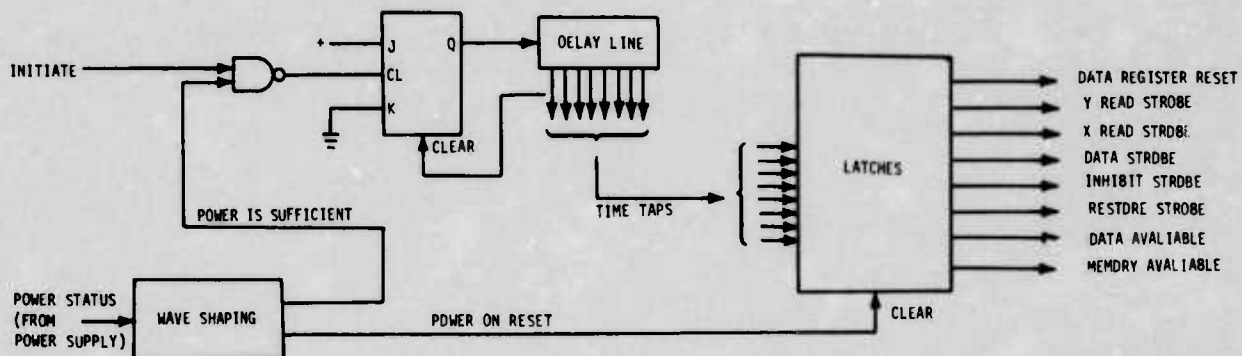 INITIATE
+
J
Q
CL
K
CLEAR
DELAY LINE
TIME TAPS
LATCHES
CLEAR
DATA REGISTER RESET
Y READ STROBE
X READ STRDBE
DATA STRDBE
INHIBIT STRDBE
RESTDRE STROBE
DATA AVALIABLE
MEMDRY AVALIABLE
POWER IS SUFFICIENT
POWER STATUS
(FROM
POWER SUPPLY)
WAVE SHAPING
PDWER ON RESET